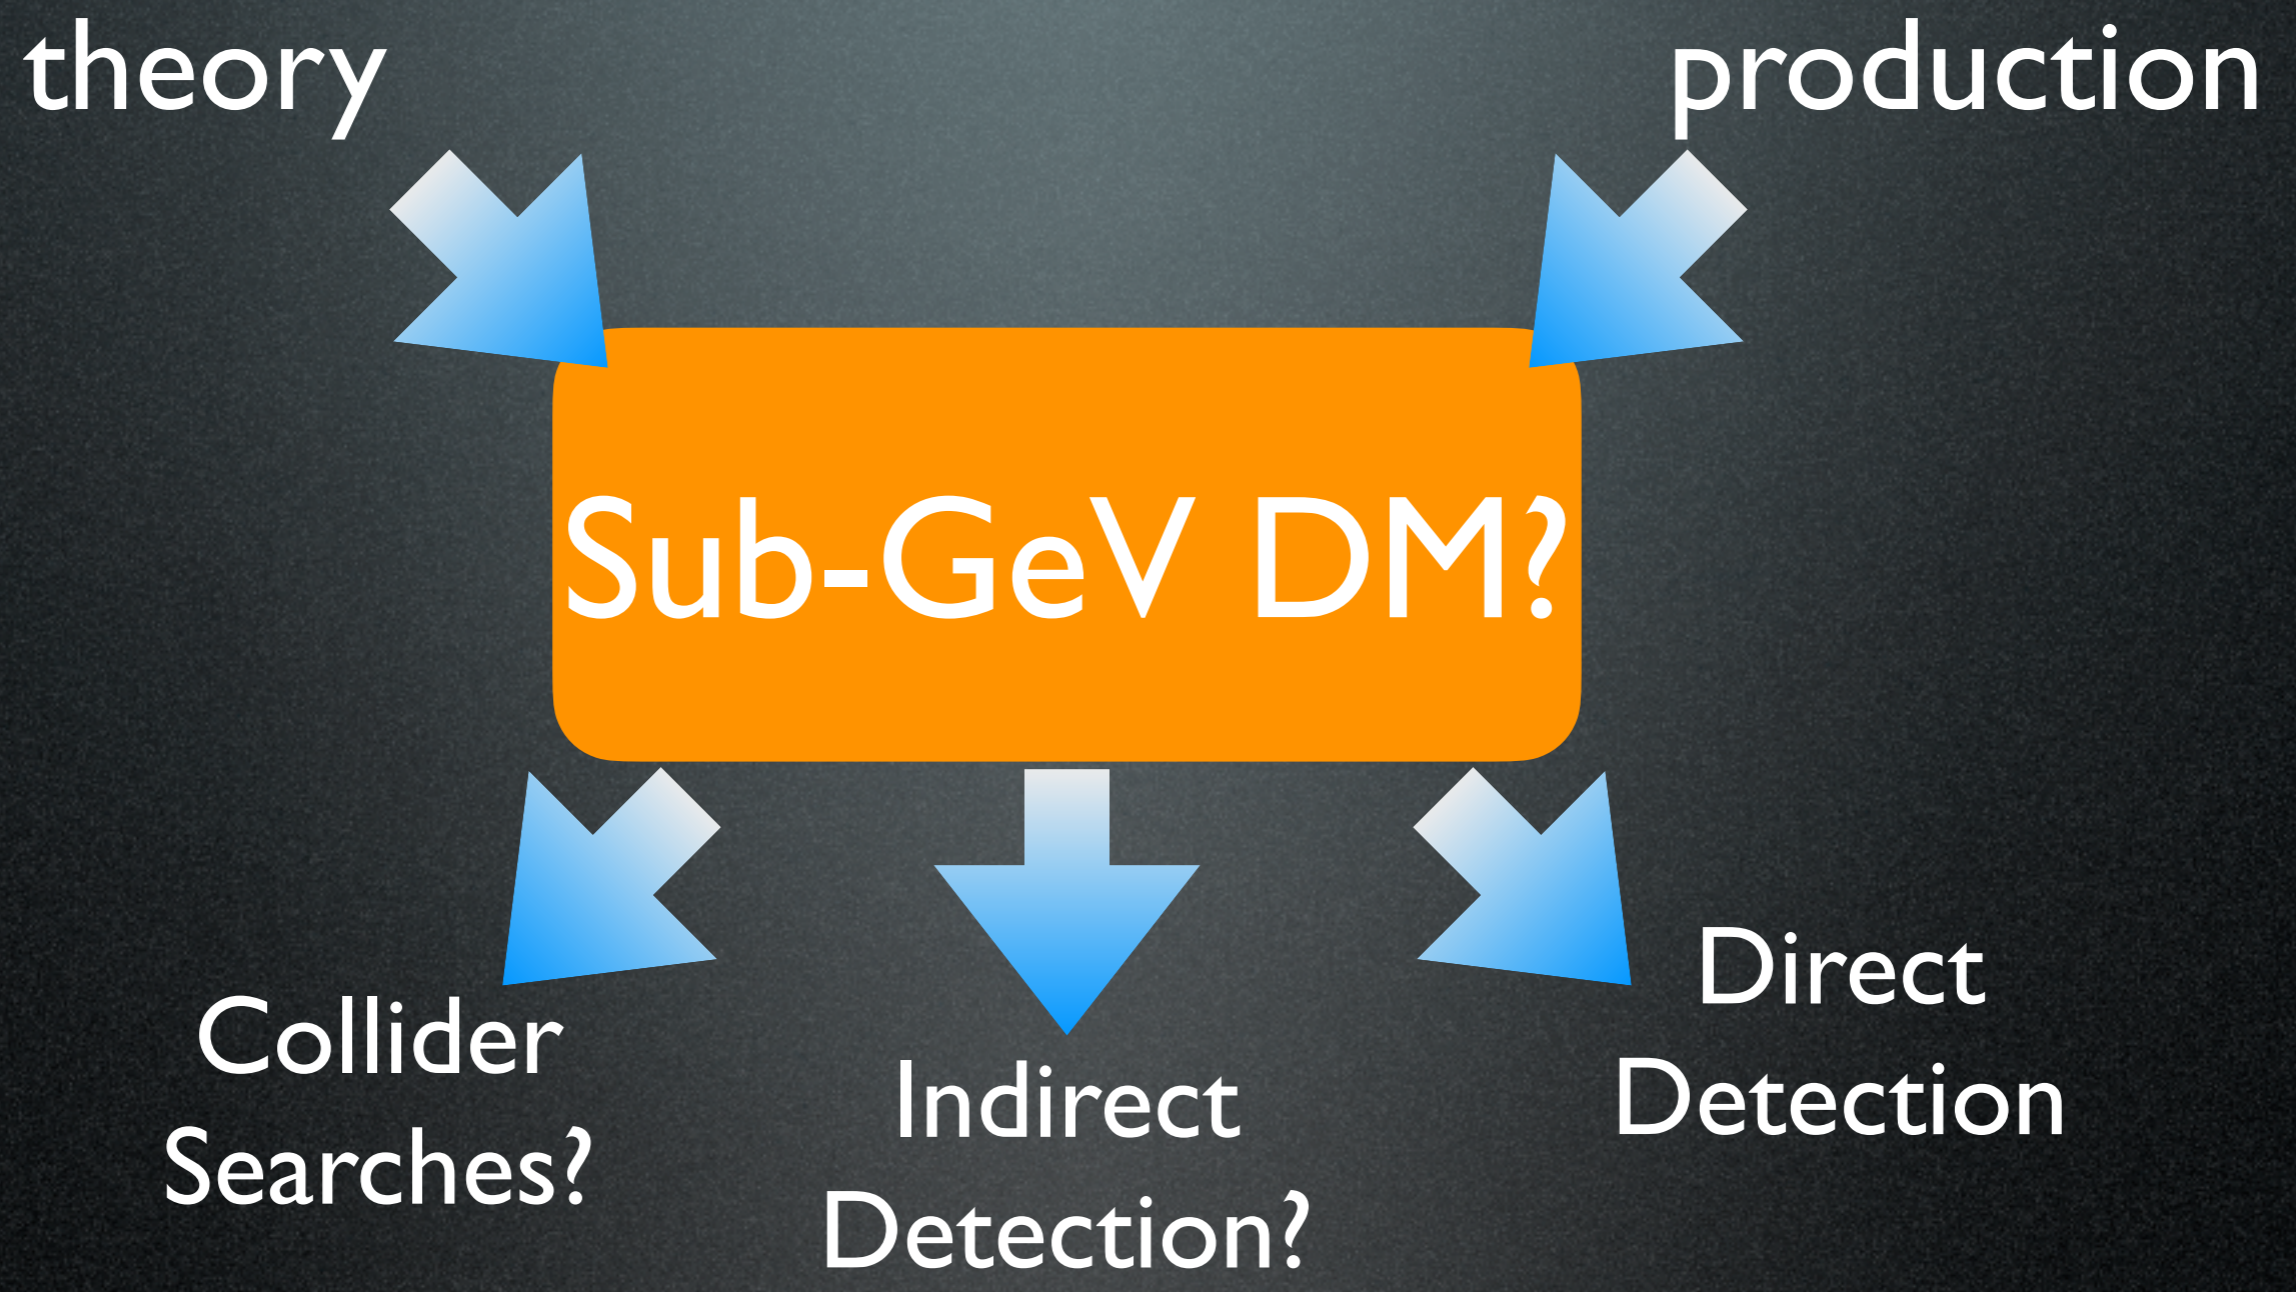 theory
production
Sub-GeV DM?
Collider
Searches?
Indirect
Detection?
Direct
Detection